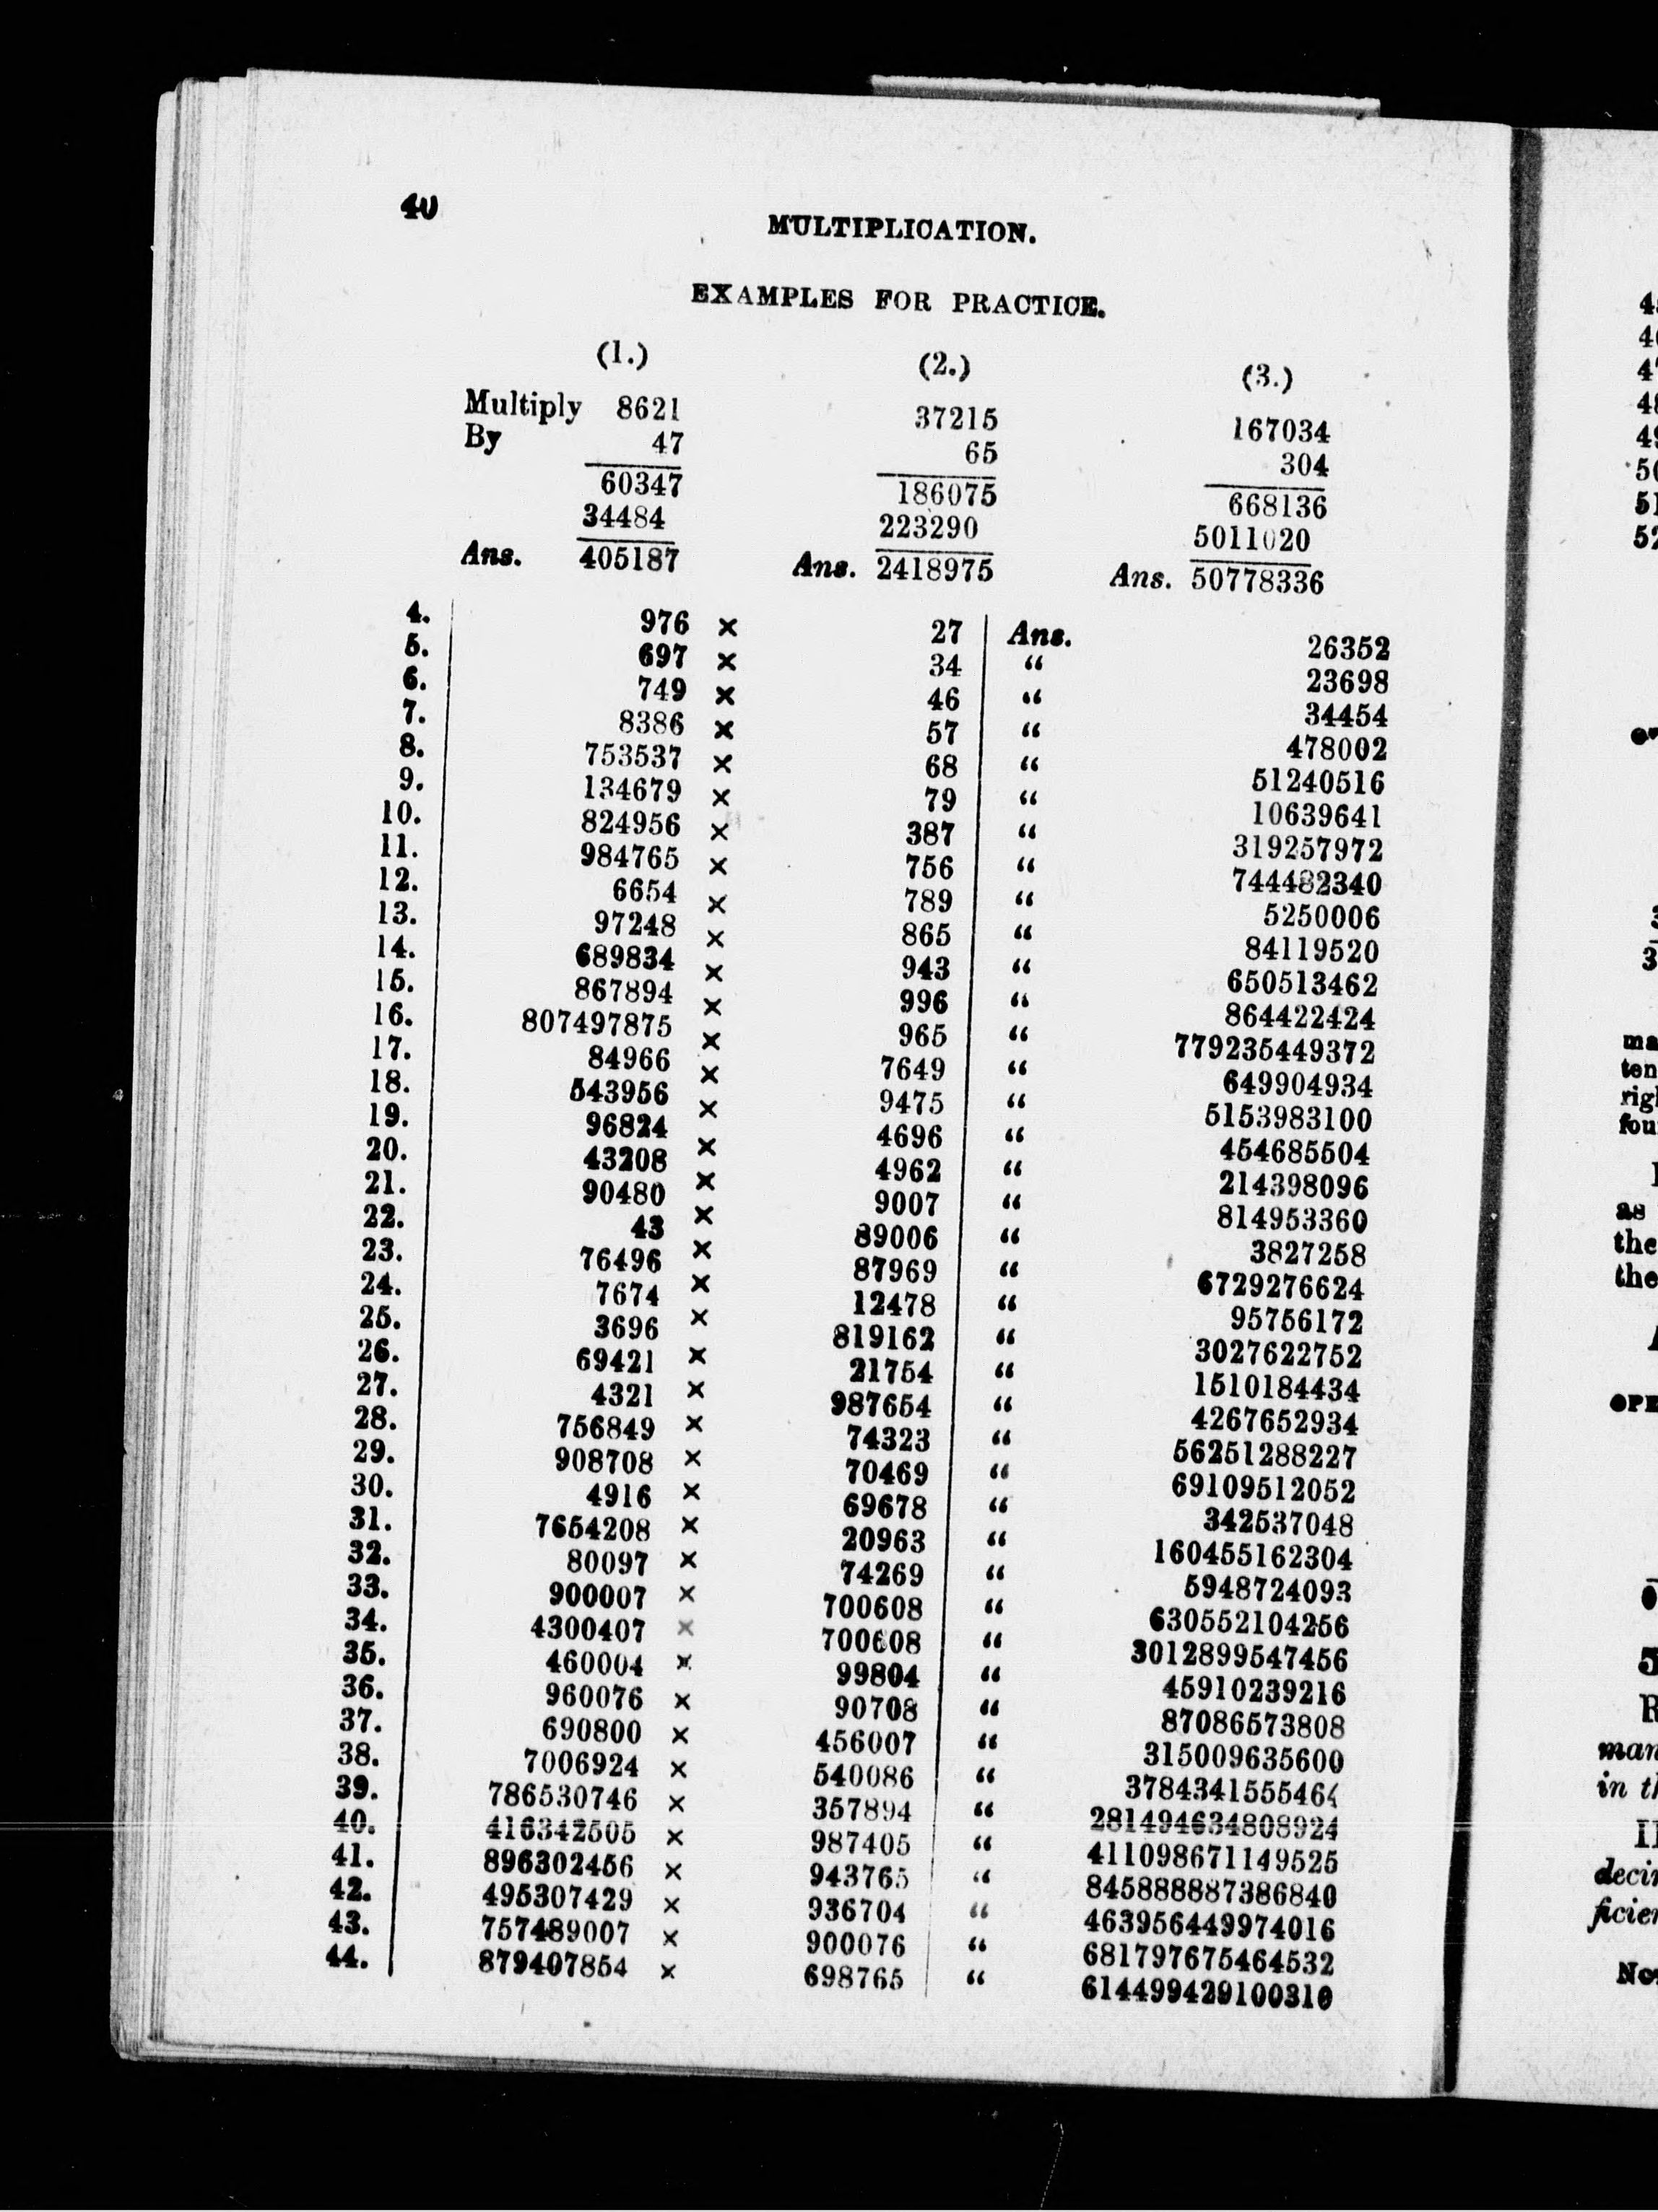 40
MULTIPLICATION.
EXAMPLES FOR PRACTICE.
(1.) (2.) (3.)
Multiply 8621 37215 167034
By 47 65 304
60347 186075 668136
34484 223290 5011020
Ans. 405187 Ans. 2418975 Ans. 50778336
4. 976 × 27 Ans. 26352
5. 697 × 34 “ 23698
6. 749 × 46 “ 34454
7. 8386 × 57 “ 478002
8. 753537 × 68 “ 51240516
9. 134679 × 79 “ 10639641
10. 824956 × 387 “ 319257972
11. 984765 × 756 “ 744482340
12. 6654 × 789 “ 5250006
13. 97248 × 865 “ 84119520
14. 689834 × 943 “ 650513462
15. 867894 × 996 “ 864422424
16. 807497875 × 965 “ 779235449372
17. 84966 × 7649 “ 649904934
18. 543956 × 9475 “ 5153983100
19. 96824 × 4696 “ 454685504
20. 43208 × 4962 “ 214398096
21. 90480 × 9007 “ 814953360
22. 43 × 89006 “ 3827258
23. 76496 × 87969 “ 6729276624
24. 7674 × 12478 “ 95756172
25. 3696 × 819162 “ 3027622752
26. 69421 × 21754 “ 1510184434
27. 4321 × 987654 “ 4267652934
28. 756849 × 74323 “ 56251288227
29. 908708 × 70469 “ 69109512052
30. 4916 × 69678 “ 342537048
31. 7654208 × 20963 “ 160455162304
32. 80097 × 74269 “ 5948724093
33. 900007 × 700608 “ 630552104256
34. 4300407 × 700608 “ 3012899547456
35. 460004 × 99804 “ 45910239216
36. 960076 × 90708 “ 87086573808
37. 690800 × 456007 “ 315009635600
38. 7006924 × 540086 “ 3784341555464
39. 786530746 × 357894 “ 281494634808924
40. 416342505 × 987405 “ 411098671149525
41. 896302456 × 943765 “ 845888887386840
42. 495307429 × 936704 “ 463956449974016
43. 757489007 × 900076 “ 681797675464532
44. 879407854 × 698765 “ 614499429100310